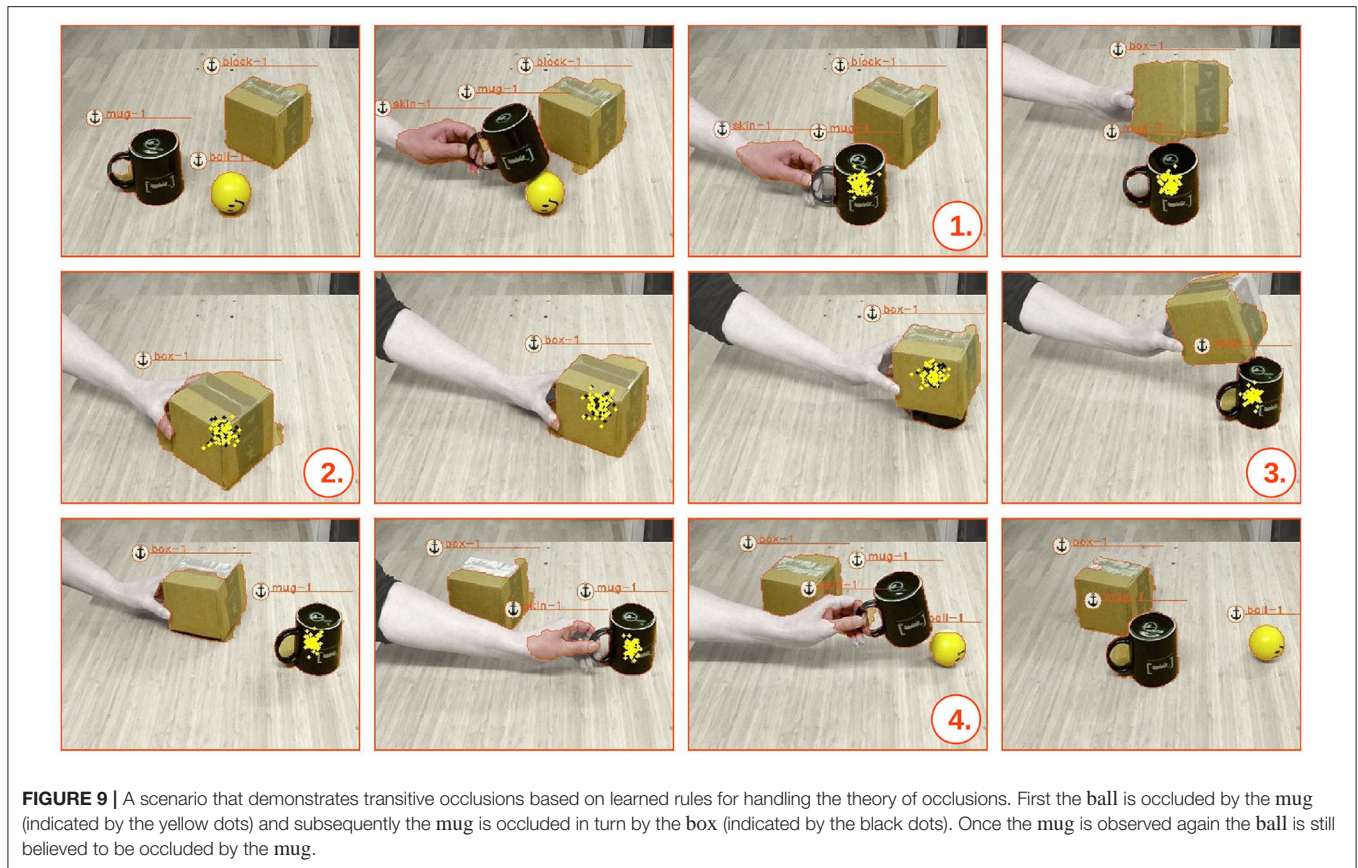 block-1
mug-1
ball-1
block-1
mug-1
skin-1
block-1
skin-1
mug-1
1.
box-1
mug-1
box-1
2.
box-1
box-1
box-1
mug-1
3.
box-1
mug-1
box-1
mug-1
skin-1
box-1
mug-1
skin-1
ball-1
4.
box-1
mug-1
ball-1
FIGURE 9 | A scenario that demonstrates transitive occlusions based on learned rules for handling the theory of occlusions. First the ball is occluded by the mug
(indicated by the yellow dots) and subsequently the mug is occluded in turn by the box (indicated by the black dots). Once the mug is observed again the ball is still
believed to be occluded by the mug.